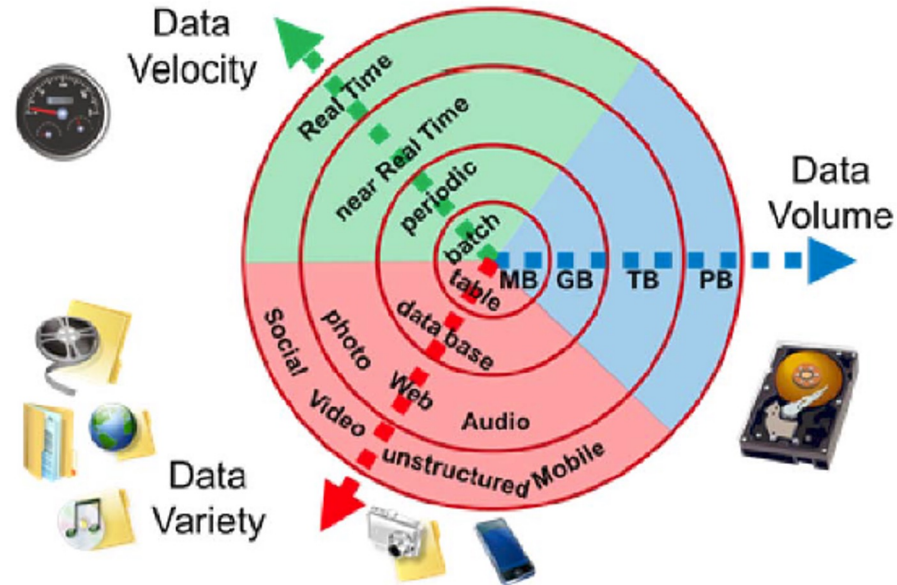 Data
Velocity
Real Time
near Real Time
periodic
batch
Data
Volume
MB GB TB PB
table
data base
Social
photo
Web
Audio
Video
unstructured
Mobile
Data
Variety